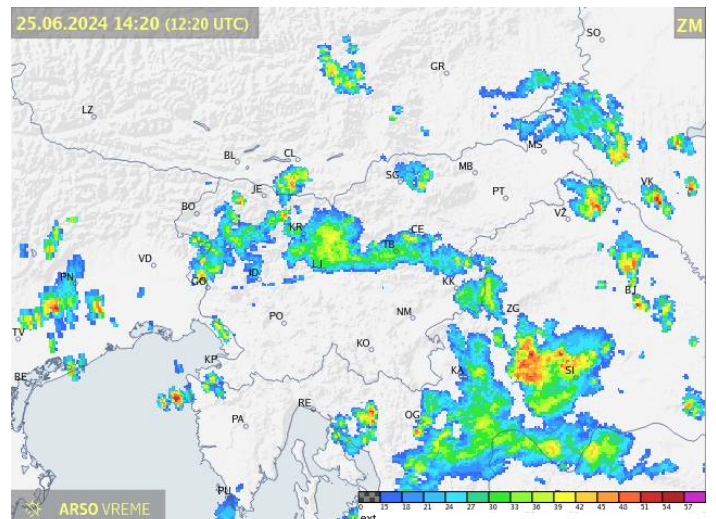 25.06.2024 14:20 (12:20 UTC)
ZM
SO
GR
LZ
BL
CL
MS
SG
MB
JE
PT
VK
BO
VŽ
KR
CE
TB
VD
LJ
PN
ID
GO
KK
BJ
NM
ZG
PO
TV
KO
KP
KA
SI
BE
RE
OG
PA
PU
ARSO VREME
0 15 18 21 24 27 30 33 36 39 42 45 48 51 54 57
ext